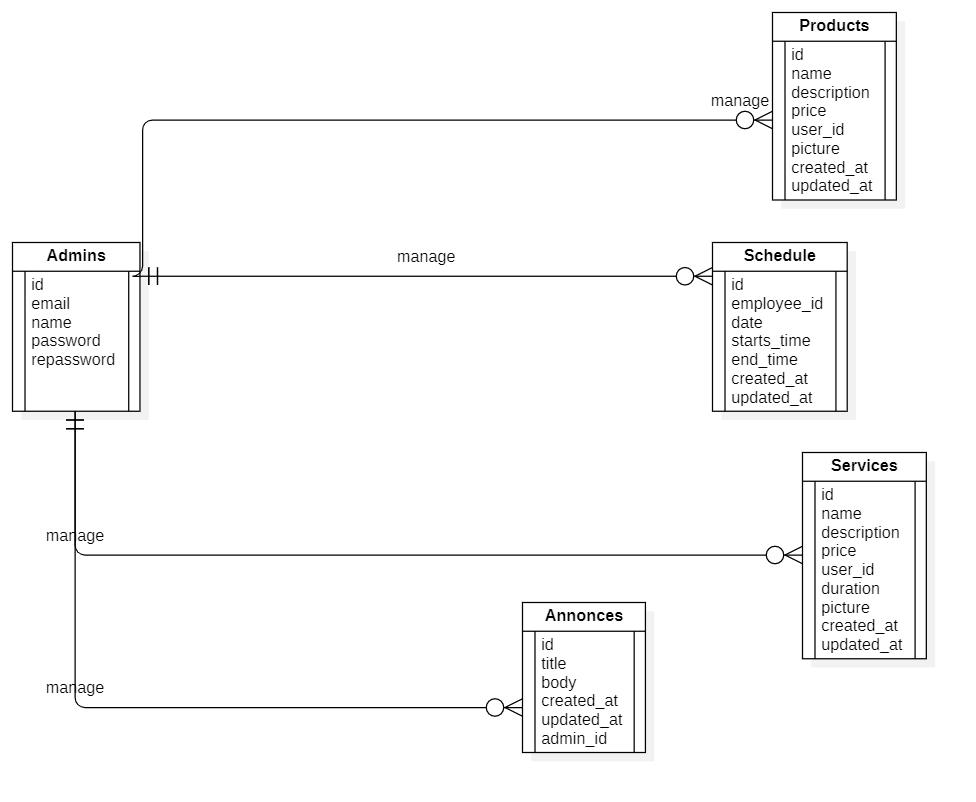 Products
id
name
description
price
user_id
picture
created_at
updated_at
manage
Admins
id
email
name
password
repassword
manage
Schedule
id
employee_id
date
starts_time
end_time
created_at
updated_at
Services
id
name
description
price
user_id
duration
picture
created_at
updated_at
manage
Annonces
id
title
body
created_at
updated_at
admin_id
manage